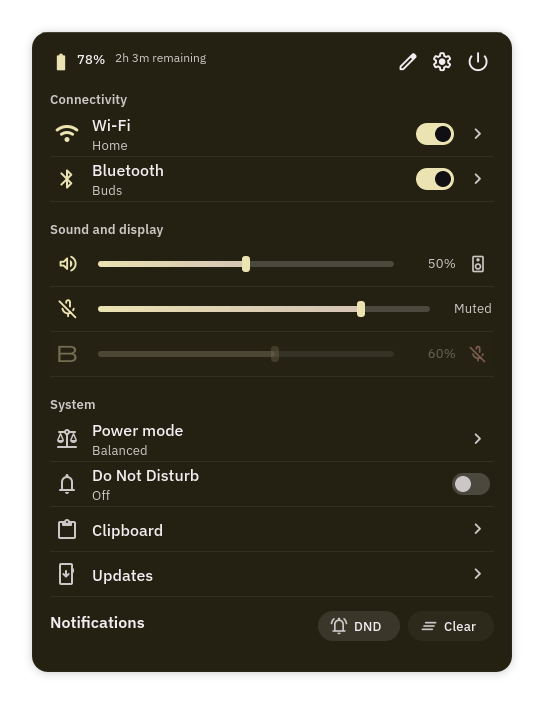 78% 2h 3m remaining
Connectivity
Wi-Fi
Home
Bluetooth
Buds
Sound and display
50%
Muted
60%
System
Power mode
Balanced
Do Not Disturb
Off
Clipboard
Updates
Notifications DND Clear